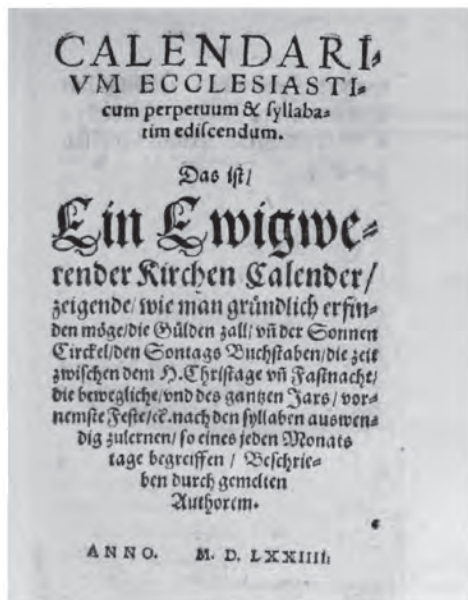 CALENDARI⸗
VM ECCLESIASTI⸗
cum perpetuum & ſyllaba⸗
tim ediſcendum.
Das iſt/
Ein Ewigwe⸗
render Kirchen Calender/
zeigende/ wie man gründlich erfin⸗
den möge/die Gülden zall/ vñ der Sonnen
Circkel/den Sontags Buchſtaben/die zeit
zwiſchen dem H.Chriſtage vñ Faſtnacht/
die bewegliche/vnd des gantzen Jars/ vor⸗
nemſte Feſte/ꝛc.nach den ſyllaben auswen⸗
dig zulernen/ ſo eines jeden Monats
tage begreiffen / Beſchrie⸗
ben durch gemelten
Authorem.
ANNO. M. D. LXXIIII.